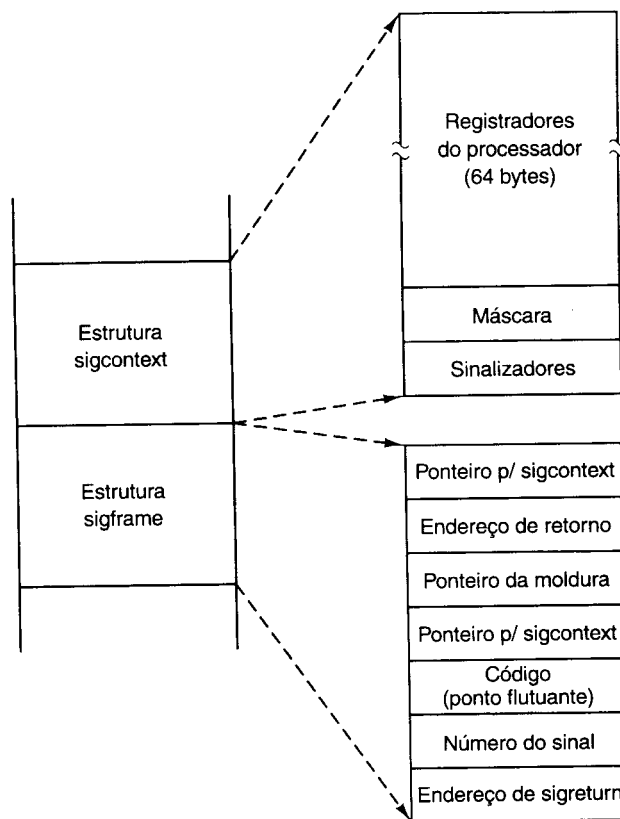 Registradores
do processador
(64 bytes)
Máscara
Sinalizadores
Estrutura
sigcontext
Estrutura
sigframe
Ponteiro p/ sigcontext
Endereço de retorno
Ponteiro da moldura
Ponteiro p/ sigcontext
Código
(ponto flutuante)
Número do sinal
Endereço de sigreturn